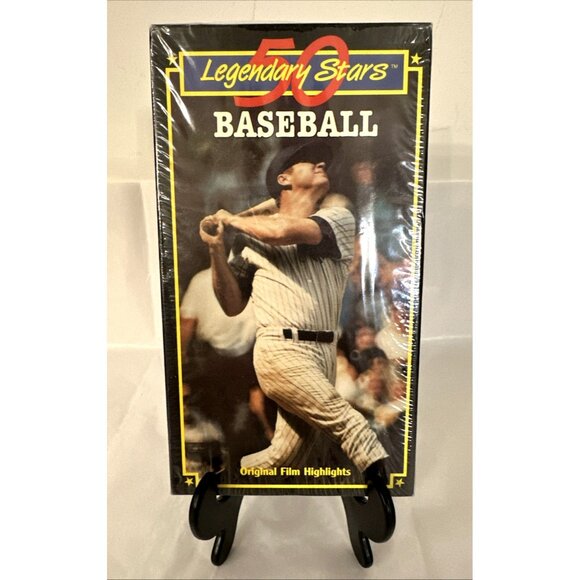 50
Legendary Stars™
BASEBALL
Original Film Highlights